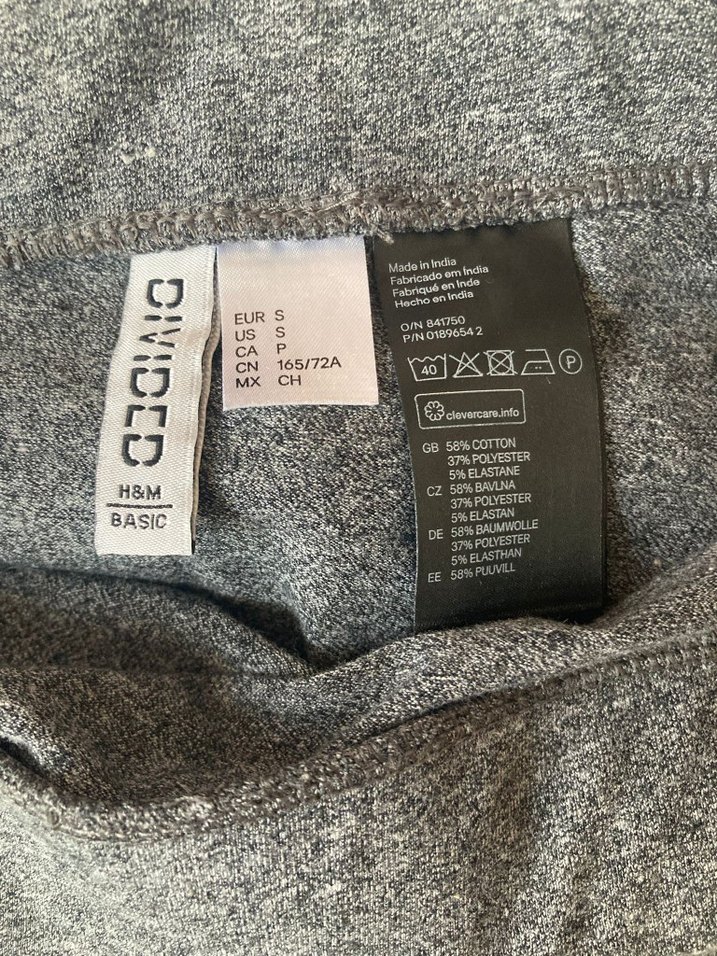 DIVIDED
H&M
BASIC
EUR S
US S
CA P
CN 165/72A
MX CH
Made in India
Fabricado em Índia
Fabriqué en Inde
Hecho en India
O/N 841750
P/N 0189654 2
40
P
clevercare.info
GB 58% COTTON
37% POLYESTER
5% ELASTANE
CZ 58% BAVLNA
37% POLYESTER
5% ELASTAN
DE 58% BAUMWOLLE
37% POLYESTER
5% ELASTHAN
EE 58% PUUVILL